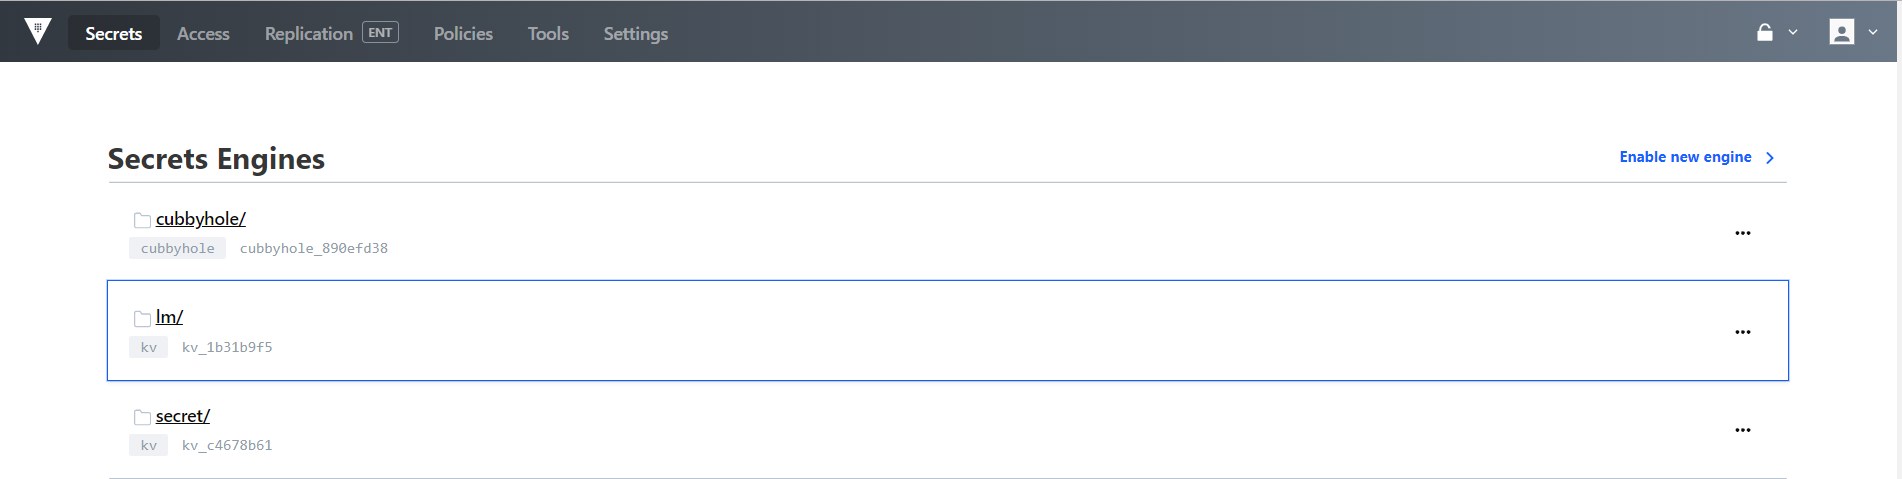 Secrets Access Replication ENT Policies Tools Settings
Secrets Engines Enable new engine
cubbyhole/
cubbyhole cubbyhole_890efd38
lm/
kv kv_1b31b9f5
secret/
kv kv_c4678b61